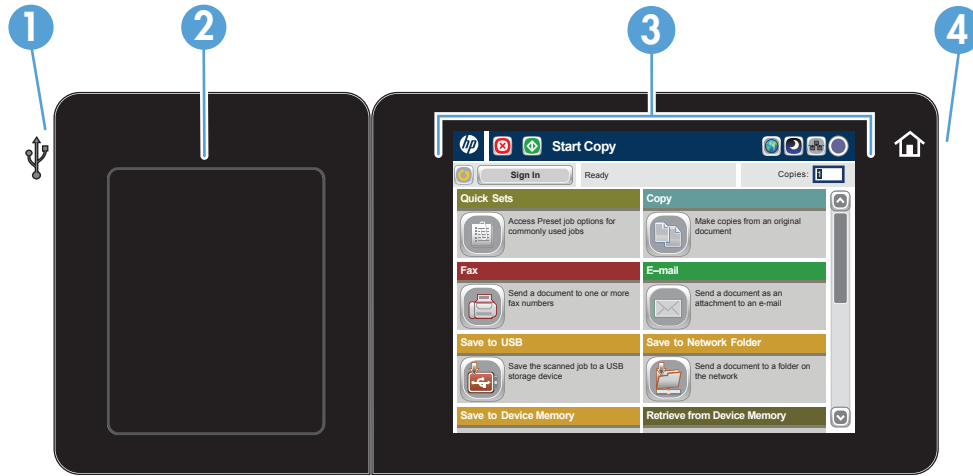 1
2
3
4
hp
Start Copy
Sign In
Ready
Copies: 1
Quick Sets
Access Preset job options for
commonly used jobs
Copy
Make copies from an original
document
Fax
Send a document to one or more
fax numbers
E–mail
Send a document as an
attachment to an e-mail
Save to USB
Save the scanned job to a USB
storage device
Save to Network Folder
Send a document to a folder on
the network
Save to Device Memory
Retrieve from Device Memory